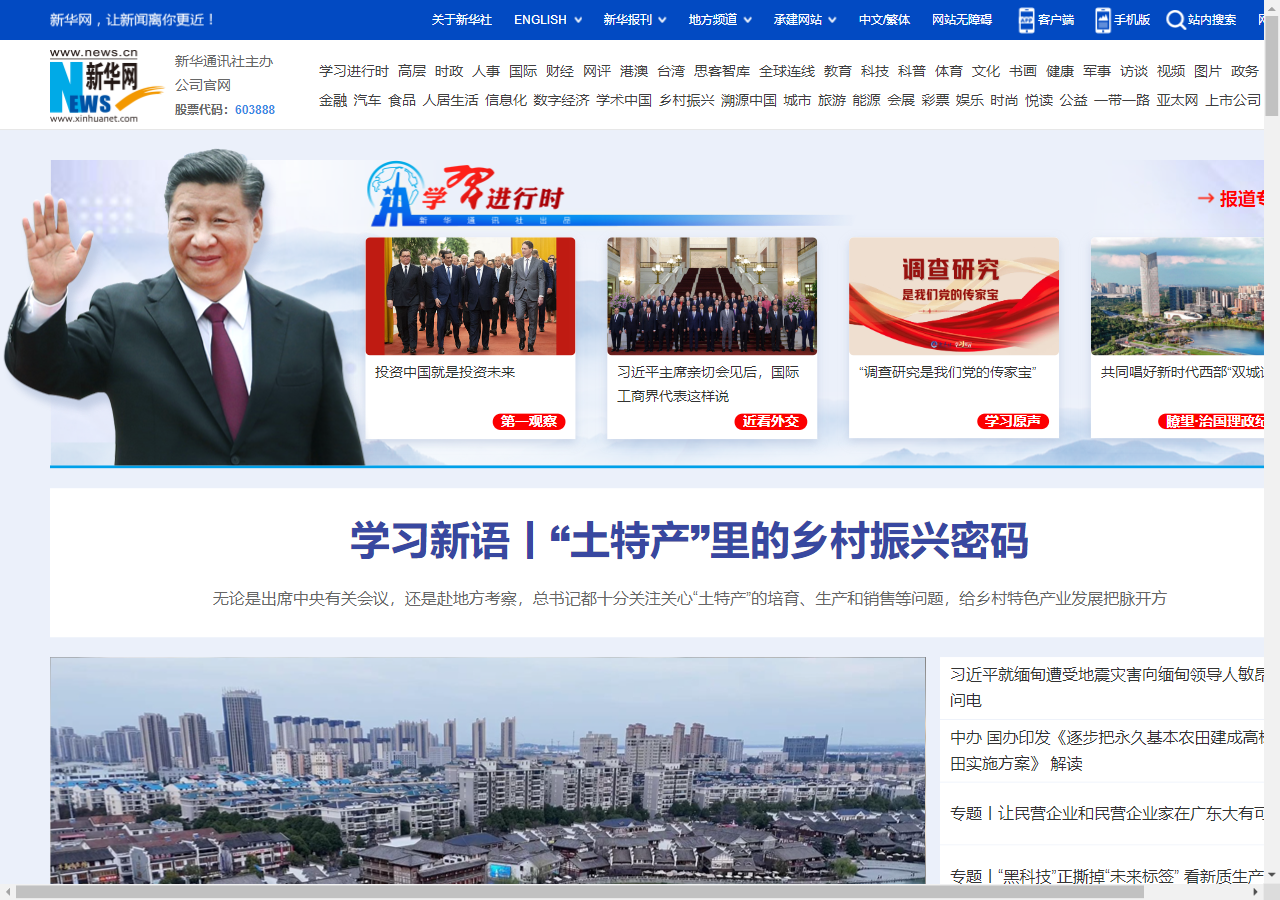 新华网，让新闻离你更近！
关于新华社 ENGLISH 新华报刊 地方频道 承建网站 中文/繁体 网站无障碍 客户端 手机版 站内搜索
www.news.cn
新华网
NEWS
www.xinhuanet.com
新华通讯社主办
公司官网
股票代码：603888
学习进行时 高层 时政 人事 国际 财经 网评 港澳 台湾 思客智库 全球连线 教育 科技 科普 体育 文化 书画 健康 军事 访谈 视频 图片 政务
金融 汽车 食品 人居生活 信息化 数字经济 学术中国 乡村振兴 溯源中国 城市 旅游 能源 会展 彩票 娱乐 时尚 悦读 公益 一带一路 亚太网 上市公司
学习进行时
新华通讯社出品
→ 报道专
调查研究
是我们党的传家宝
投资中国就是投资未来
第一观察
习近平主席亲切会见后，国际
工商界代表这样说
近看外交
“调查研究是我们党的传家宝”
学习原声
共同唱好新时代西部“双城记
瞭望·治国理政纪
学习新语丨“土特产”里的乡村振兴密码
无论是出席中央有关会议，还是赴地方考察，总书记都十分关注关心“土特产”的培育、生产和销售等问题，给乡村特色产业发展把脉开方
习近平就缅甸遭受地震灾害向缅甸领导人敏昂
问电
中办 国办印发《逐步把永久基本农田建成高标
田实施方案》 解读
专题丨让民营企业和民营企业家在广东大有可
专题丨“黑科技”正撕掉“未来标签” 看新质生产